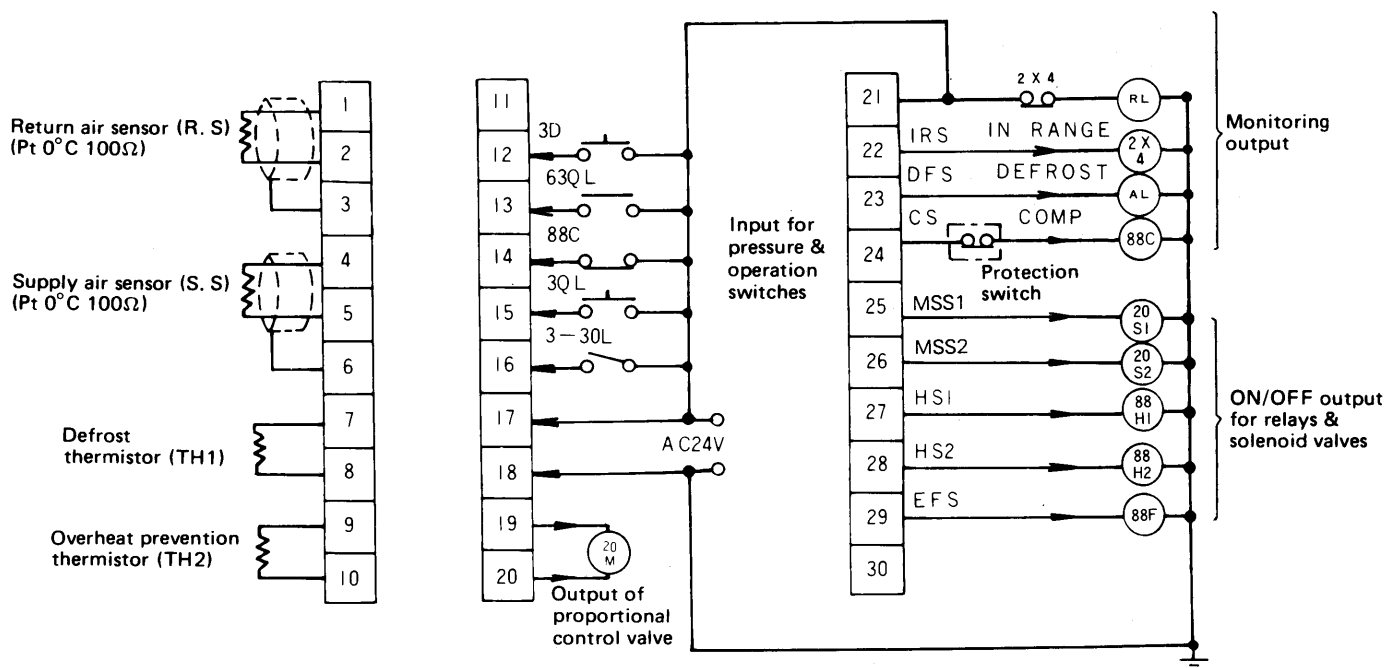 Return air sensor (R. S)
(Pt 0°C 100Ω)
Supply air sensor (S. S)
(Pt 0°C 100Ω)
Defrost
thermistor (TH1)
Overheat prevention
thermistor (TH2)
1
2
3
4
5
6
7
8
9
10
11
12
13
14
15
16
17
18
19
20
3D
63QL
88C
3QL
3-30L
AC24V
20
M
Output of
proportional
control valve
Input for
pressure &
operation
switches
21
22
23
24
25
26
27
28
29
30
2 X 4
RL
IRS IN RANGE
2 X
4
DFS DEFROST
AL
CS COMP
88C
Protection
switch
MSS1
20
S1
MSS2
20
S2
HS1
88
H1
HS2
88
H2
EFS
88F
Monitoring
output
ON/OFF output
for relays &
solenoid valves